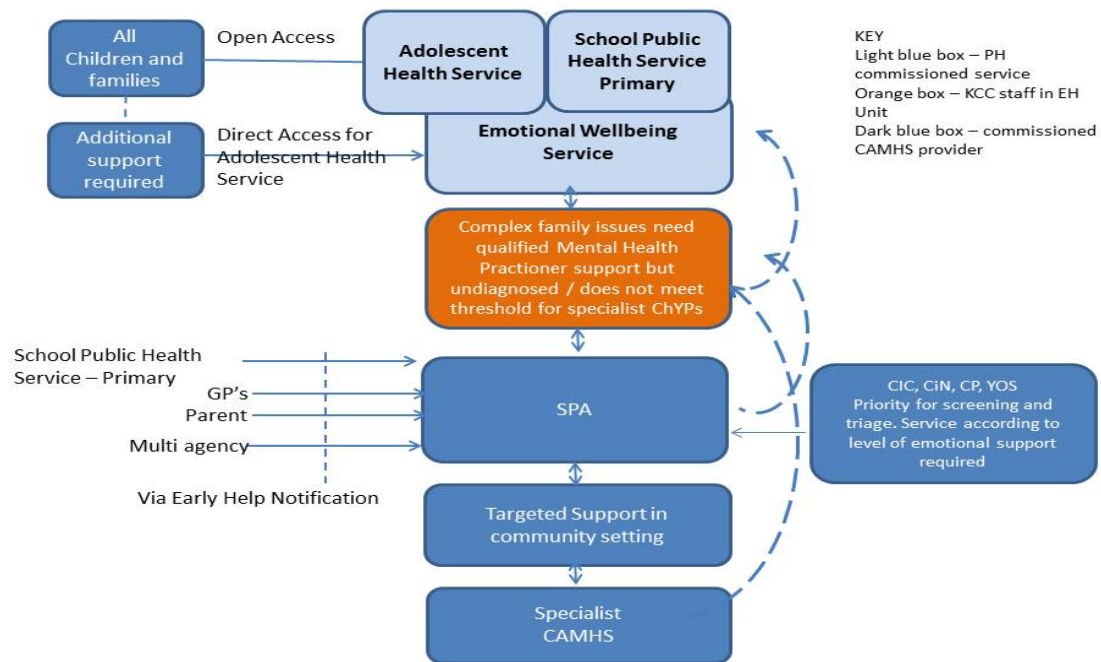 All
Children and
families
Open Access
Adolescent
Health Service
School Public
Health Service
Primary
KEY
Light blue box – PH
commissioned service
Orange box – KCC staff in EH
Unit
Dark blue box – commissioned
CAMHS provider
Additional
support
required
Direct Access for
Adolescent Health
Service
Emotional Wellbeing
Service
Complex family issues need
qualified Mental Health
Practioner support but
undiagnosed / does not meet
threshold for specialist ChYPs
School Public Health
Service – Primary
GP's
Parent
Multi agency
Via Early Help Notification
SPA
CIC, CiN, CP, YOS
Priority for screening and
triage. Service according to
level of emotional support
required
Targeted Support in
community setting
Specialist
CAMHS